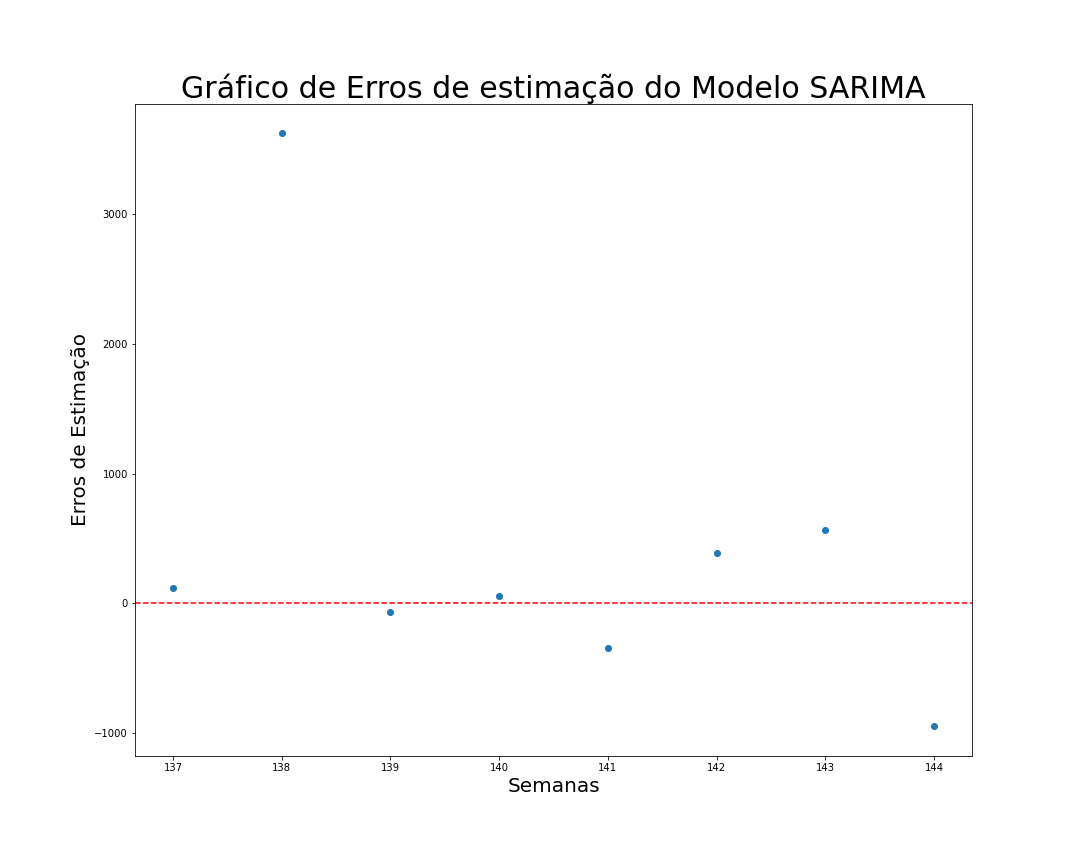 Gráfico de Erros de estimação do Modelo SARIMA
Erros de Estimação
3000
2000
1000
0
−1000
137 138 139 140 141 142 143 144
Semanas